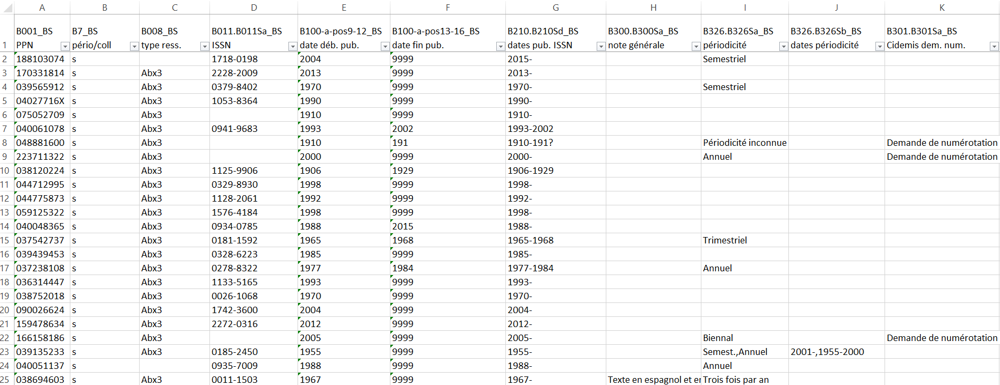 A B C D E F G H I J K
B001_BS B7_BS B008_BS B011.B011Sa_BS B100-a-pos9-12_BS B100-a-pos13-16_BS B210.B210Sd_BS B300.B300Sa_BS B326.B326Sa_BS B326.B326Sb_BS B301.B301Sa_BS
1 PPN pério/coll type ress. ISSN date déb. pub. date fin pub. dates pub. ISSN note générale périodicité dates périodicité Cidemis dem. num.
2 188103074 s 1718-0198 2004 9999 2015- Semestriel
3 170331814 s Abx3 2228-2009 2013 9999 2013-
4 039565912 s Abx3 0379-8402 1970 9999 1970- Semestriel
5 04027716X s Abx3 1053-8364 1990 9999 1990-
6 075052709 s Abx3 1910 9999 1910-
7 040061078 s Abx3 0941-9683 1993 2002 1993-2002
8 048881600 s Abx3 1910 191 1910-191? Périodicité inconnue Demande de numérotation
9 223711322 s Abx3 2000 9999 2000- Annuel Demande de numérotation
10 038120224 s Abx3 1125-9906 1906 1929 1906-1929
11 044712995 s Abx3 0329-8930 1998 9999 1998-
12 044775873 s Abx3 1128-2061 1992 9999 1992-
13 059125322 s Abx3 1576-4184 1998 9999 1998-
14 040048365 s Abx3 0934-0785 1988 2015 1988-
15 037542737 s Abx3 0181-1592 1965 1968 1965-1968 Trimestriel
16 039439453 s Abx3 0328-6223 1985 9999 1985-
17 037238108 s Abx3 0278-8322 1977 1984 1977-1984 Annuel
18 036314447 s Abx3 1133-5165 1993 9999 1993-
19 038752018 s Abx3 0026-1068 1970 9999 1970-
20 090026624 s Abx3 1742-3600 2004 9999 2004-
21 159478634 s Abx3 2272-0316 2012 9999 2012-
22 166158186 s Abx3 2005 9999 2005- Biennal Demande de numérotation
23 039135233 s Abx3 0185-2450 1955 9999 1955- Semest.,Annuel 2001-,1955-2000
24 040051137 s 0935-7009 1988 9999 1988- Annuel
25 038694603 s Abx3 0011-1503 1967 9999 1967- Texte en espagnol et Trois fois par an